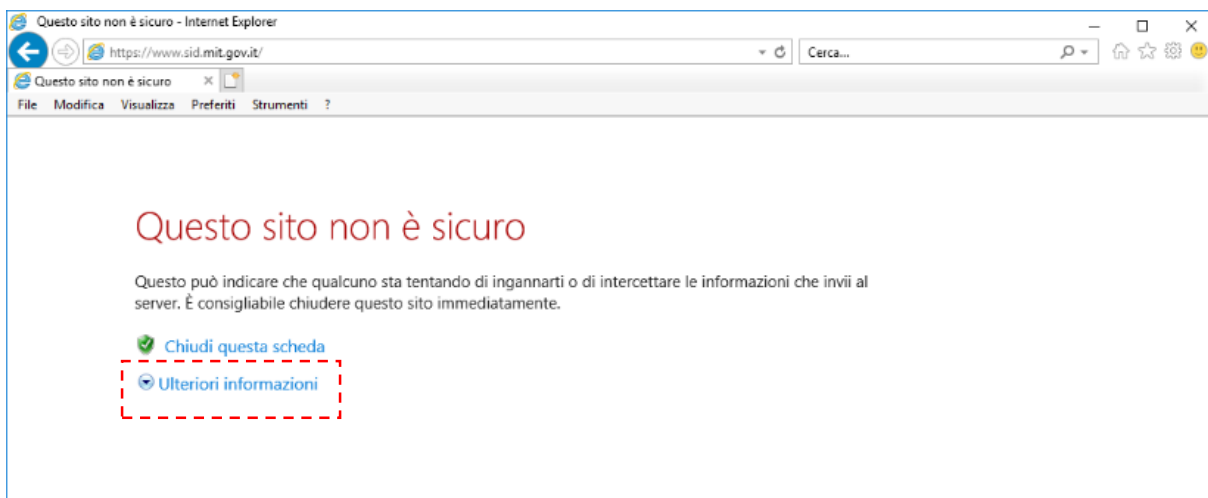 Questo sito non è sicuro - Internet Explorer
https://www.sid.mit.gov.it/
Cerca...
Questo sito non è sicuro
File Modifica Visualizza Preferiti Strumenti ?
Questo sito non è sicuro
Questo può indicare che qualcuno sta tentando di ingannarti o di intercettare le informazioni che invii al
server. È consigliabile chiudere questo sito immediatamente.
Chiudi questa scheda
Ulteriori informazioni